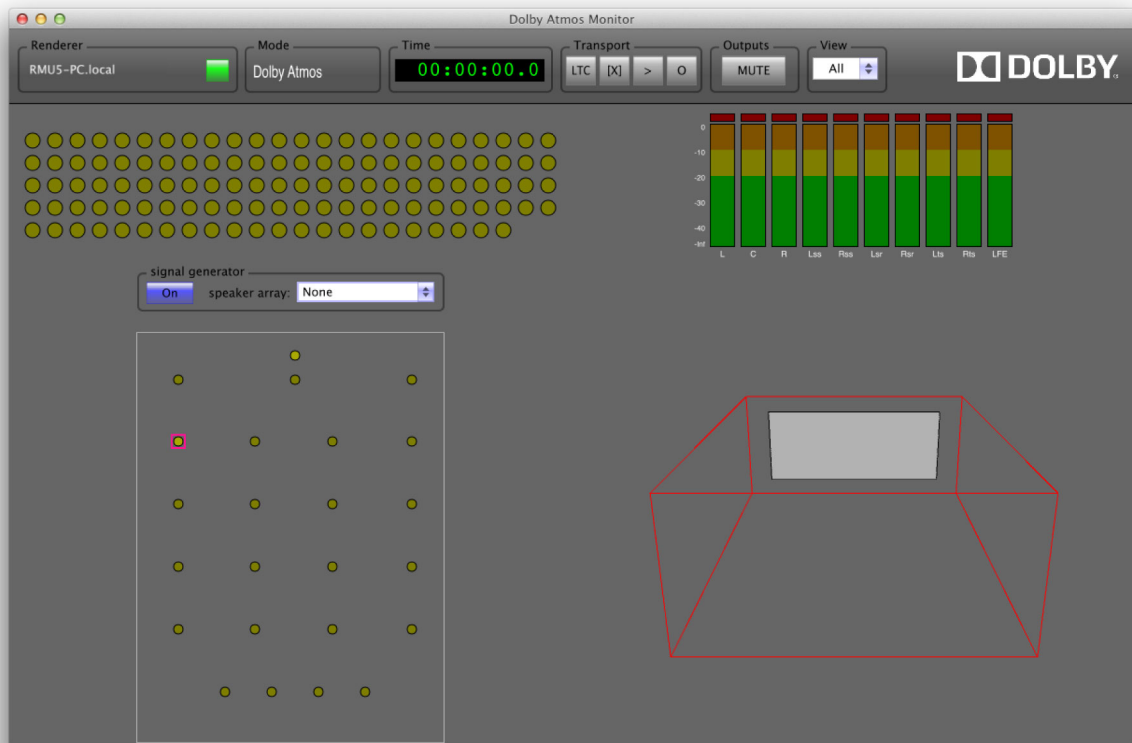 Dolby Atmos Monitor
Renderer
RMU5-PC.local
Mode
Dolby Atmos
Time
00:00:00.0
Transport
LTC [X] > O
Outputs
MUTE
View
All
DOLBY
0
-10
-20
-30
-40
-Inf
L C R Lss Rss Lsr Rsr Lts Rts LFE
signal generator
On speaker array: None